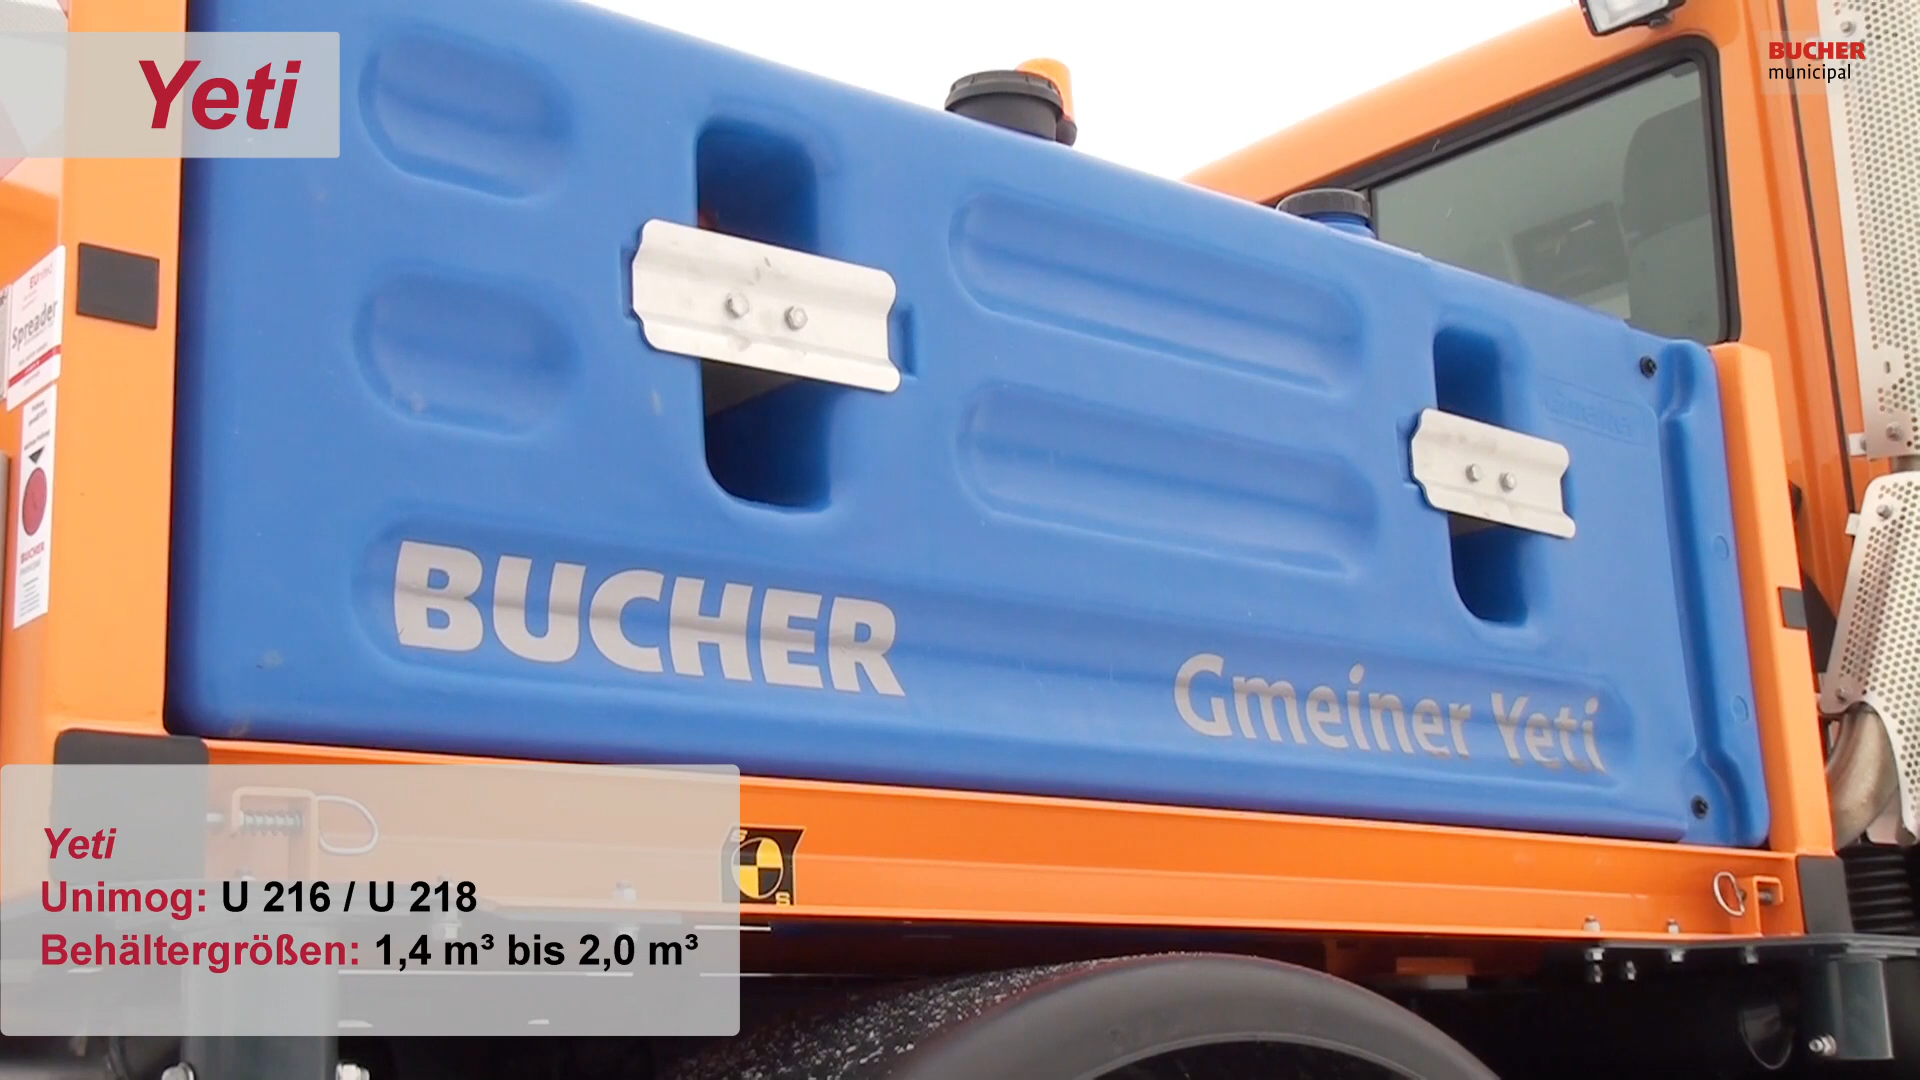 Yeti
BUCHER
municipal
Spreader
BUCHER
BUCHER
Gmeiner Yeti
S
S
Yeti
Unimog: U 216 / U 218
Behältergrößen: 1,4 m³ bis 2,0 m³